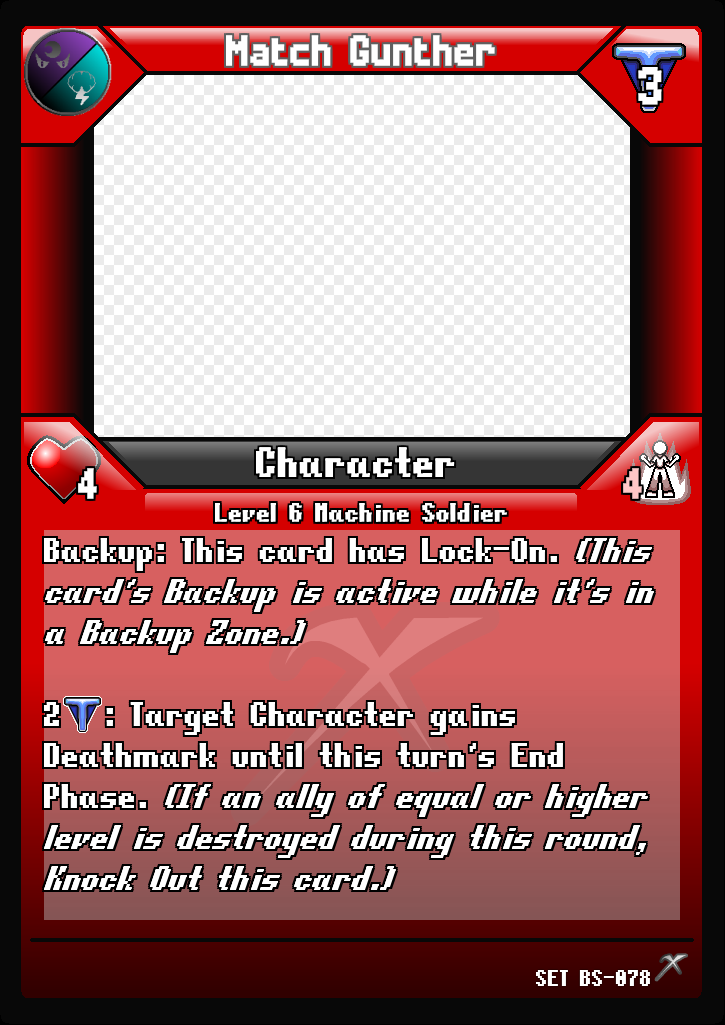 Match Gunther
3
4
Character
4
Level 6 Machine Soldier
Backup: This card has Lock-On. (This
card's Backup is active while it's in
a Backup Zone.)
2T: Target Character gains
Deathmark until this turn's End
Phase. (If an ally of equal or higher
level is destroyed during this round,
Knock Out this card.)
SET BS-078